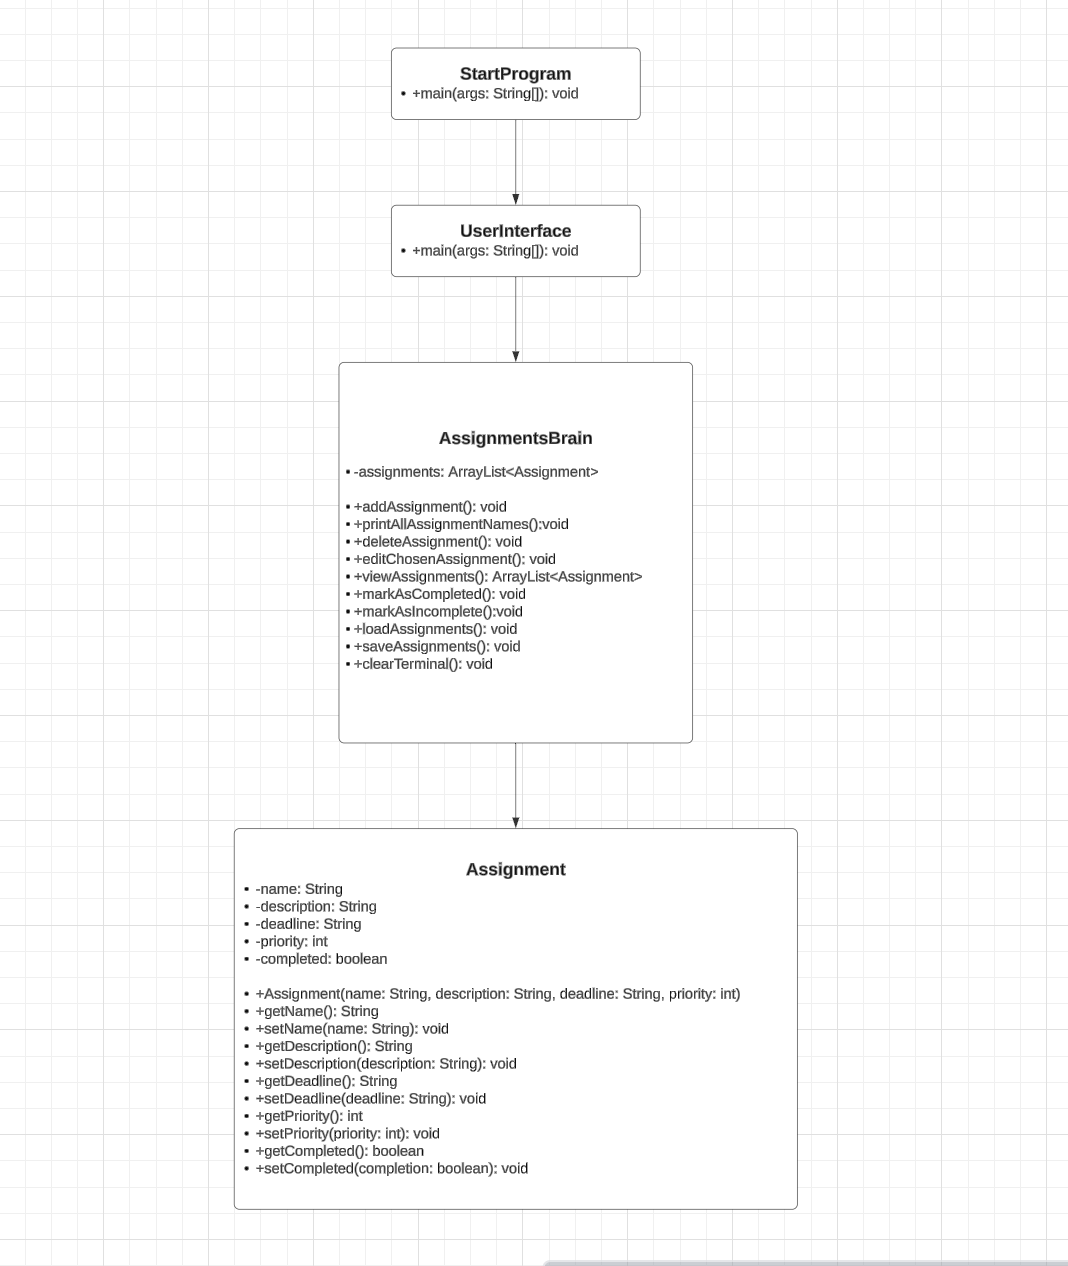 StartProgram
• +main(args: String[]): void
UserInterface
• +main(args: String[]): void
AssignmentsBrain
▪ -assignments: ArrayList<Assignment>
▪ +addAssignment(): void
▪ +printAllAssignmentNames():void
▪ +deleteAssignment(): void
▪ +editChosenAssignment(): void
▪ +viewAssignments(): ArrayList<Assignment>
▪ +markAsCompleted(): void
▪ +markAsIncomplete():void
▪ +loadAssignments(): void
▪ +saveAssignments(): void
▪ +clearTerminal(): void
Assignment
• -name: String
• -description: String
• -deadline: String
• -priority: int
• -completed: boolean
• +Assignment(name: String, description: String, deadline: String, priority: int)
• +getName(): String
• +setName(name: String): void
• +getDescription(): String
• +setDescription(description: String): void
• +getDeadline(): String
• +setDeadline(deadline: String): void
• +getPriority(): int
• +setPriority(priority: int): void
• +getCompleted(): boolean
• +setCompleted(completion: boolean): void